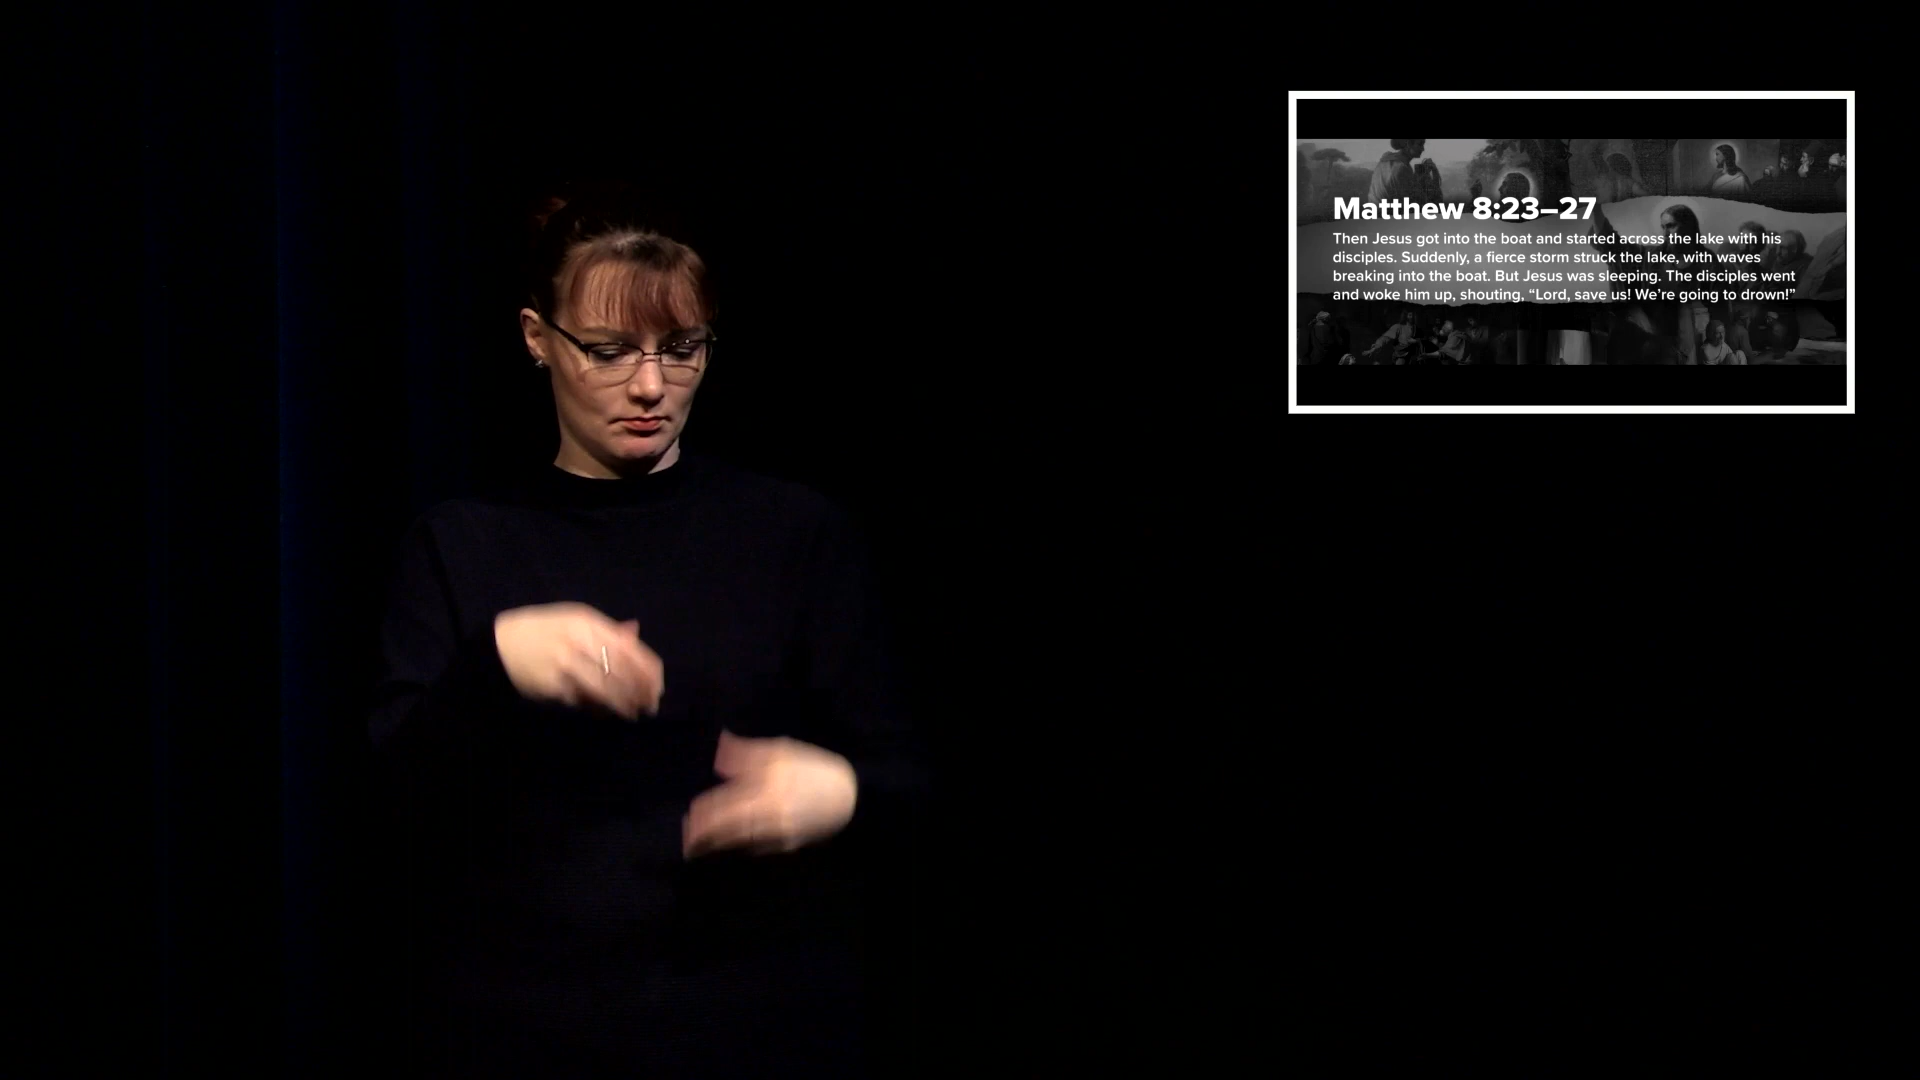 Matthew 8:23–27
Then Jesus got into the boat and started across the lake with his
disciples. Suddenly, a fierce storm struck the lake, with waves
breaking into the boat. But Jesus was sleeping. The disciples went
and woke him up, shouting, “Lord, save us! We’re going to drown!”